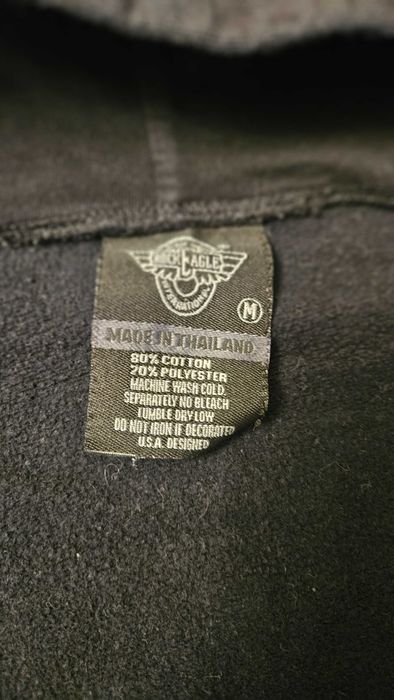 ROCK EAGLE
INTERNATIONAL
M
MADE IN THAILAND
80% COTTON
20% POLYESTER
MACHINE WASH COLD
SEPARATELY NO BLEACH
TUMBLE DRY LOW
DO NOT IRON IF DECORATED
U.S.A. DESIGNED